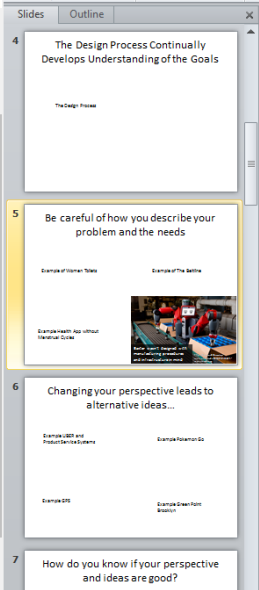 Slides
Outline
4
The Design Process Continually
Develops Understanding of the Goals
The Design Process
5
Be careful of how you describe your
problem and the needs
Example of Women Toilets
Example of The Beltline
Example Health App without
Menstrual Cycles
Baxter wasn't designed with
manufacturing procedures
and infrastructure in mind
6
Changing your perspective leads to
alternative ideas...
Example UBER and
Product Service Systems
Example Pokemon Go
Example GPS
Example Green Point
Brooklyn
7
How do you know if your perspective
and ideas are good?